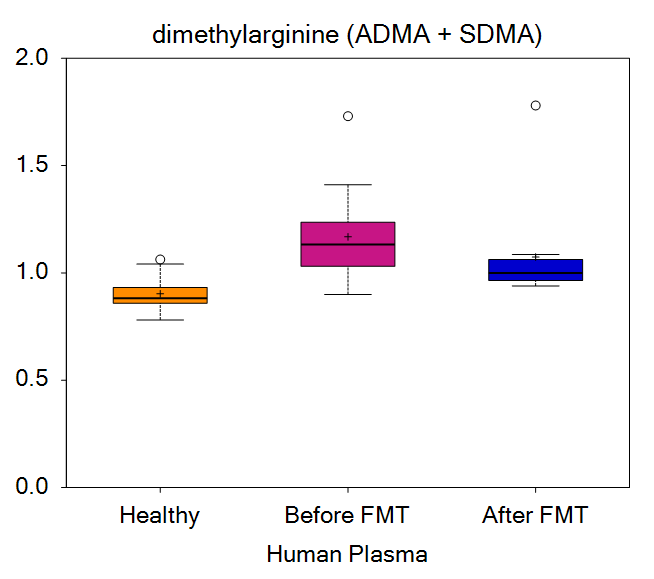 dimethylarginine (ADMA + SDMA)
2.0
1.5
1.0
0.5
0.0
Healthy Before FMT After FMT
Human Plasma